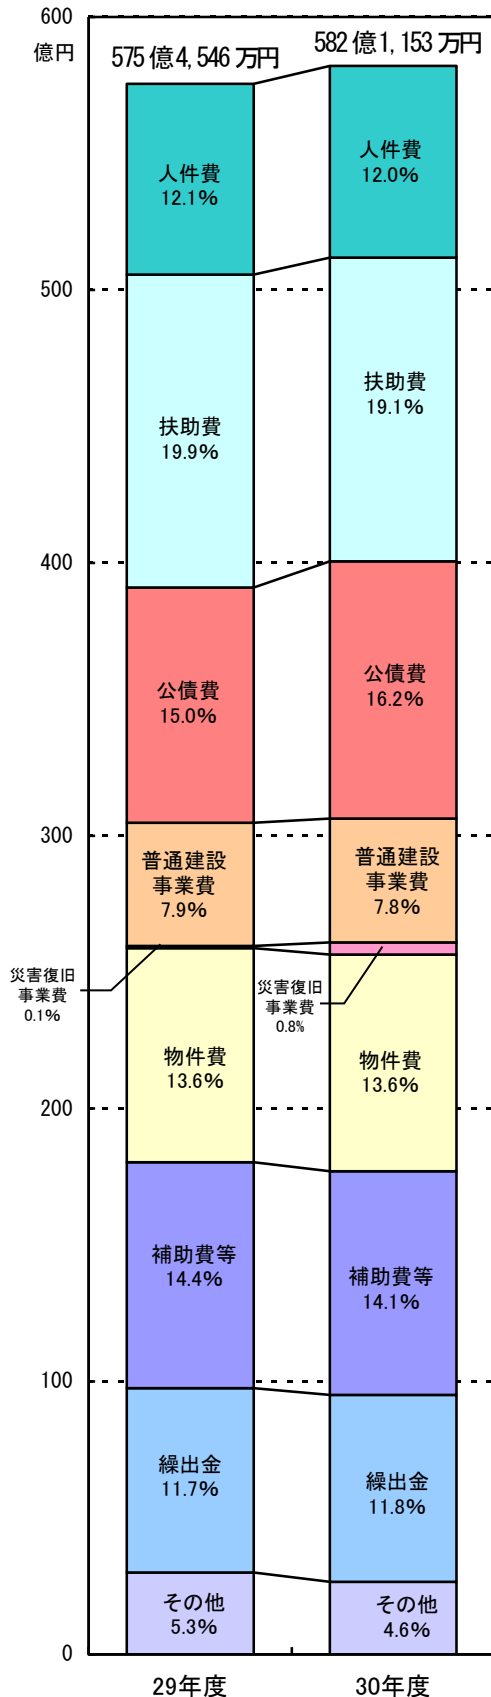 600
億円
575億4,546万円
582億1,153万円
人件費
12.1%
人件費
12.0%
500
扶助費
19.9%
扶助費
19.1%
400
公債費
15.0%
公債費
16.2%
300
普通建設
事業費
7.9%
普通建設
事業費
7.8%
災害復旧
事業費
0.1%
災害復旧
事業費
0.8%
物件費
13.6%
物件費
13.6%
200
補助費等
14.4%
補助費等
14.1%
100
繰出金
11.7%
繰出金
11.8%
その他
5.3%
その他
4.6%
0
29年度
30年度